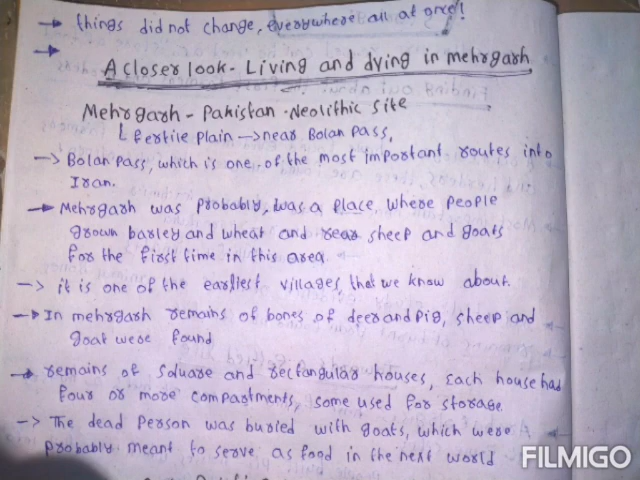 → things did not change, everywhere all at once!
→
A closer look - Living and dying in mehrgarh
Mehrgarh - Pakistan - Neolithic site
fertile plain → near Bolan Pass,
→ Bolan Pass, which is one of the most important routes into
Iran.
→ Mehrgarh was probably, was a place, where people
grown barley and wheat and rear sheep and goats
for the first time in this area.
→ it is one of the earliest villages, that we know about.
→ In mehrgarh remains of bones of deer and pig, sheep and
goat were found
→ remains of square and rectangular houses, Each house had
four or more compartments, some used for storage
→ The dead person was buried with goats, which were
probably meant to serve as food in the next world
FILMIGO